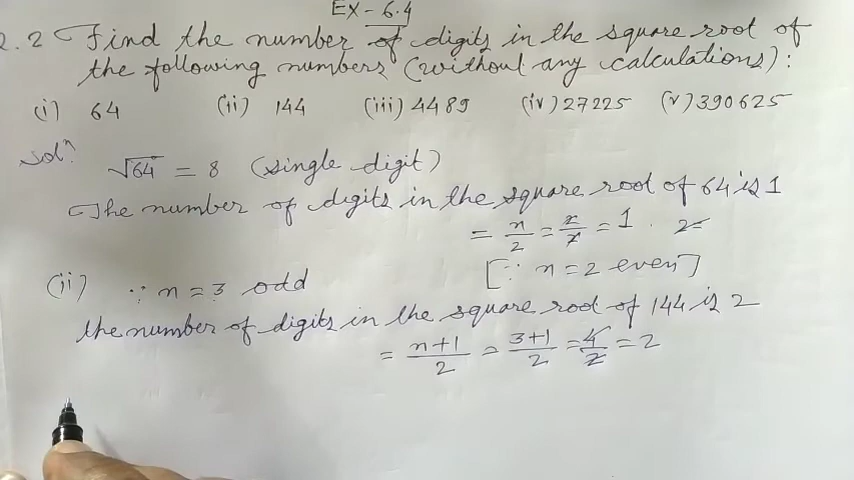 EX-6.4
2.2 Find the number of digits in the square root of
the following numbers (without any calculations):
(i) 64 (ii) 144 (iii) 4489 (iv) 27225 (v) 390625
Solⁿ √64 = 8 (single digit)
The number of digits in the square root of 64 is 1
= n/2 = 2/2 = 1.
[∵ n = 2 even]
(ii) ∵ n = 3 odd
the number of digits in the square root of 144 is 2
= n+1/2 = 3+1/2 = 4/2 = 2